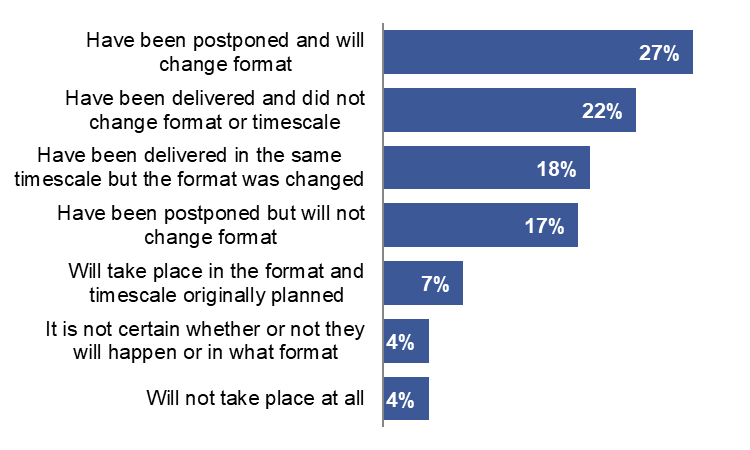 Have been postponed and will
change format
27%
Have been delivered and did not
change format or timescale
22%
Have been delivered in the same
timescale but the format was changed
18%
Have been postponed but will not
change format
17%
Will take place in the format and
timescale originally planned
7%
It is not certain whether or not they
will happen or in what format
4%
Will not take place at all
4%